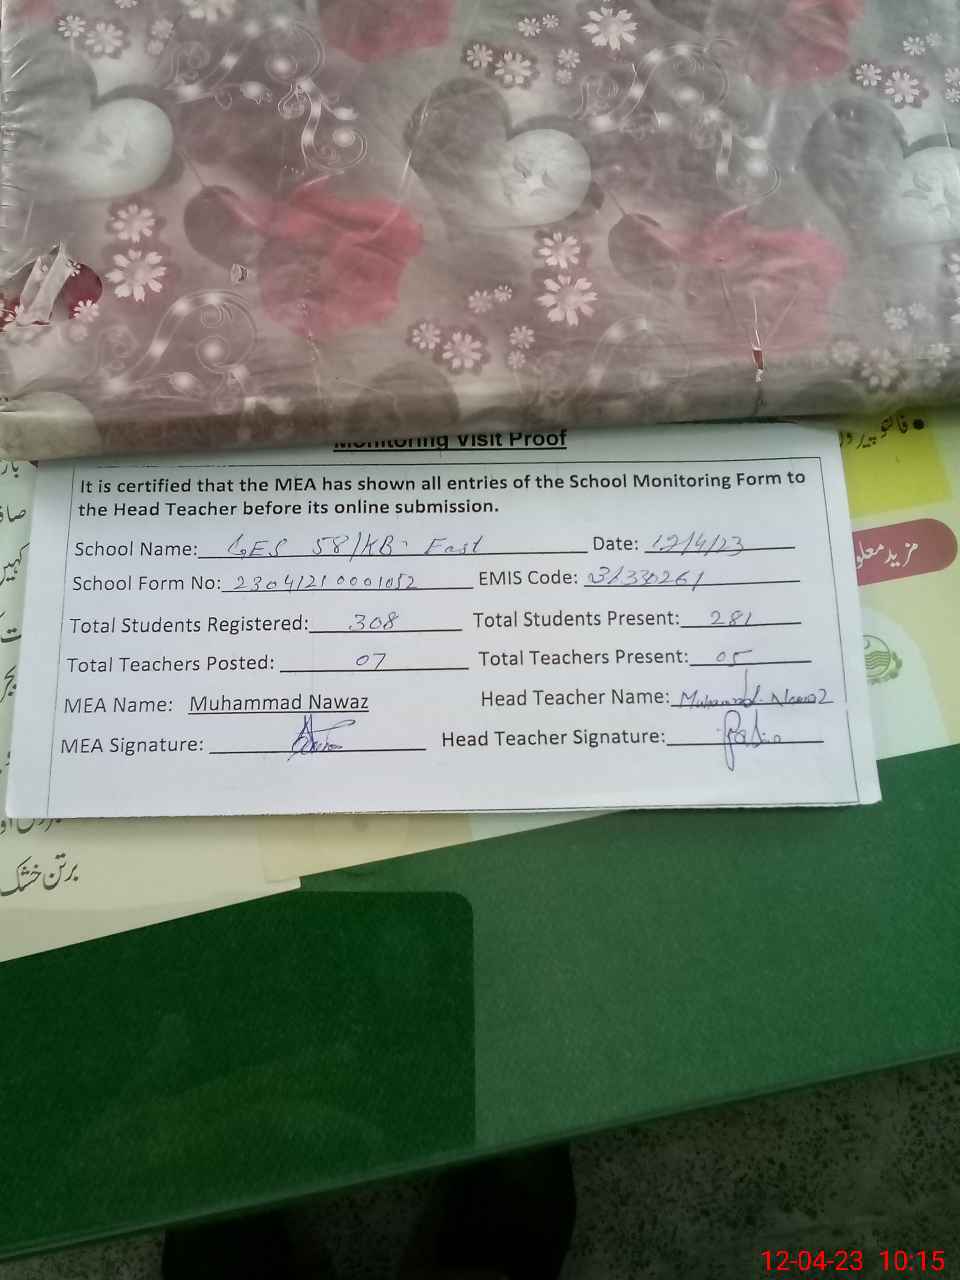 Monitoring Visit Proof
It is certified that the MEA has shown all entries of the School Monitoring Form to
the Head Teacher before its online submission.
School Name: GES 58/KB East Date: 12/4/23
School Form No: 23041210001052 EMIS Code: 31330261
Total Students Registered: 308 Total Students Present: 281
Total Teachers Posted: 07 Total Teachers Present: 05
MEA Name: Muhammad Nawaz Head Teacher Name: Muhammad Nawaz
MEA Signature: Head Teacher Signature:
مزید معلو
برتن خشک
12-04-23 10:15